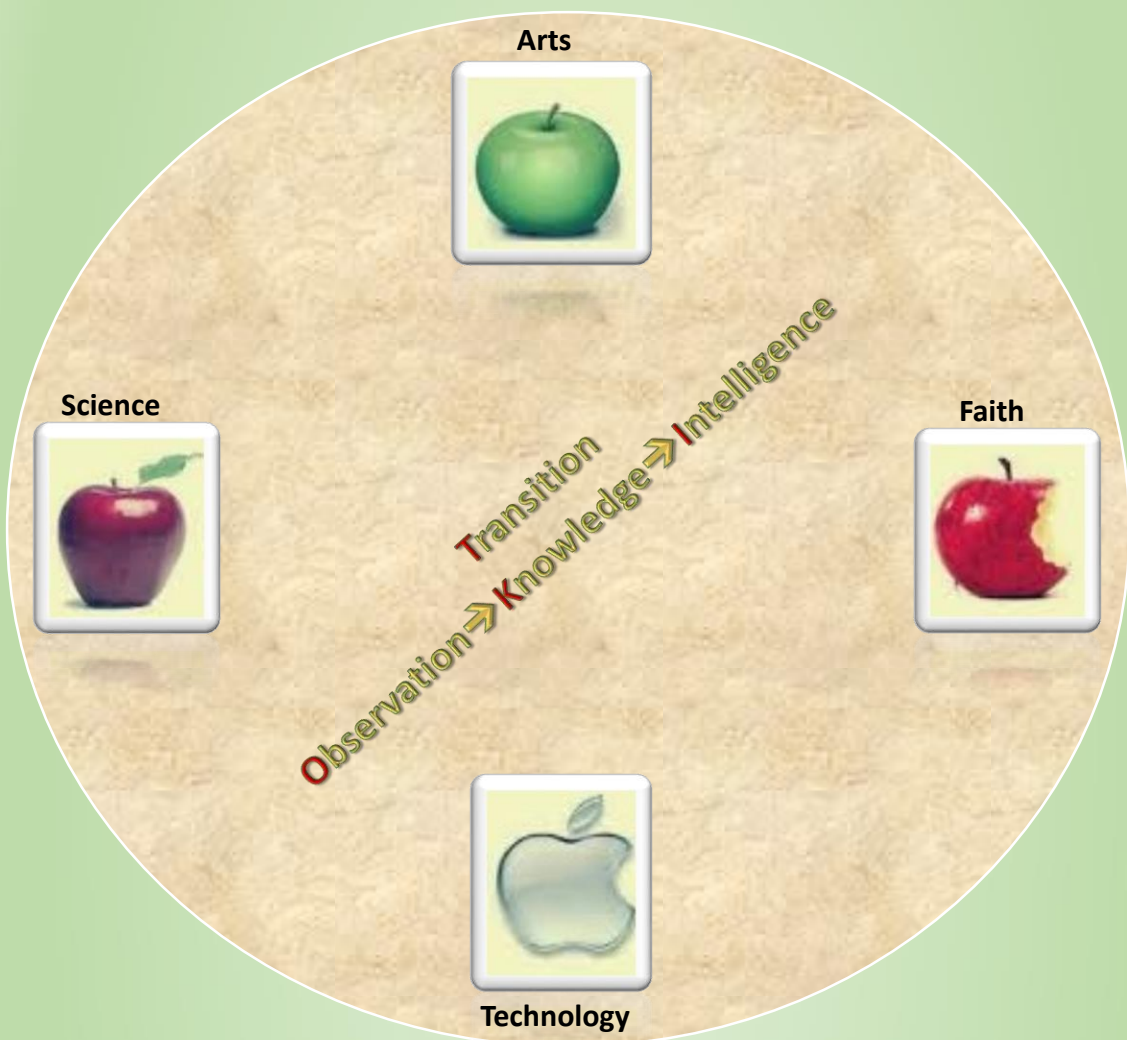 Arts
Science
Faith
Transition
Observation→Knowledge→Intelligence
Technology